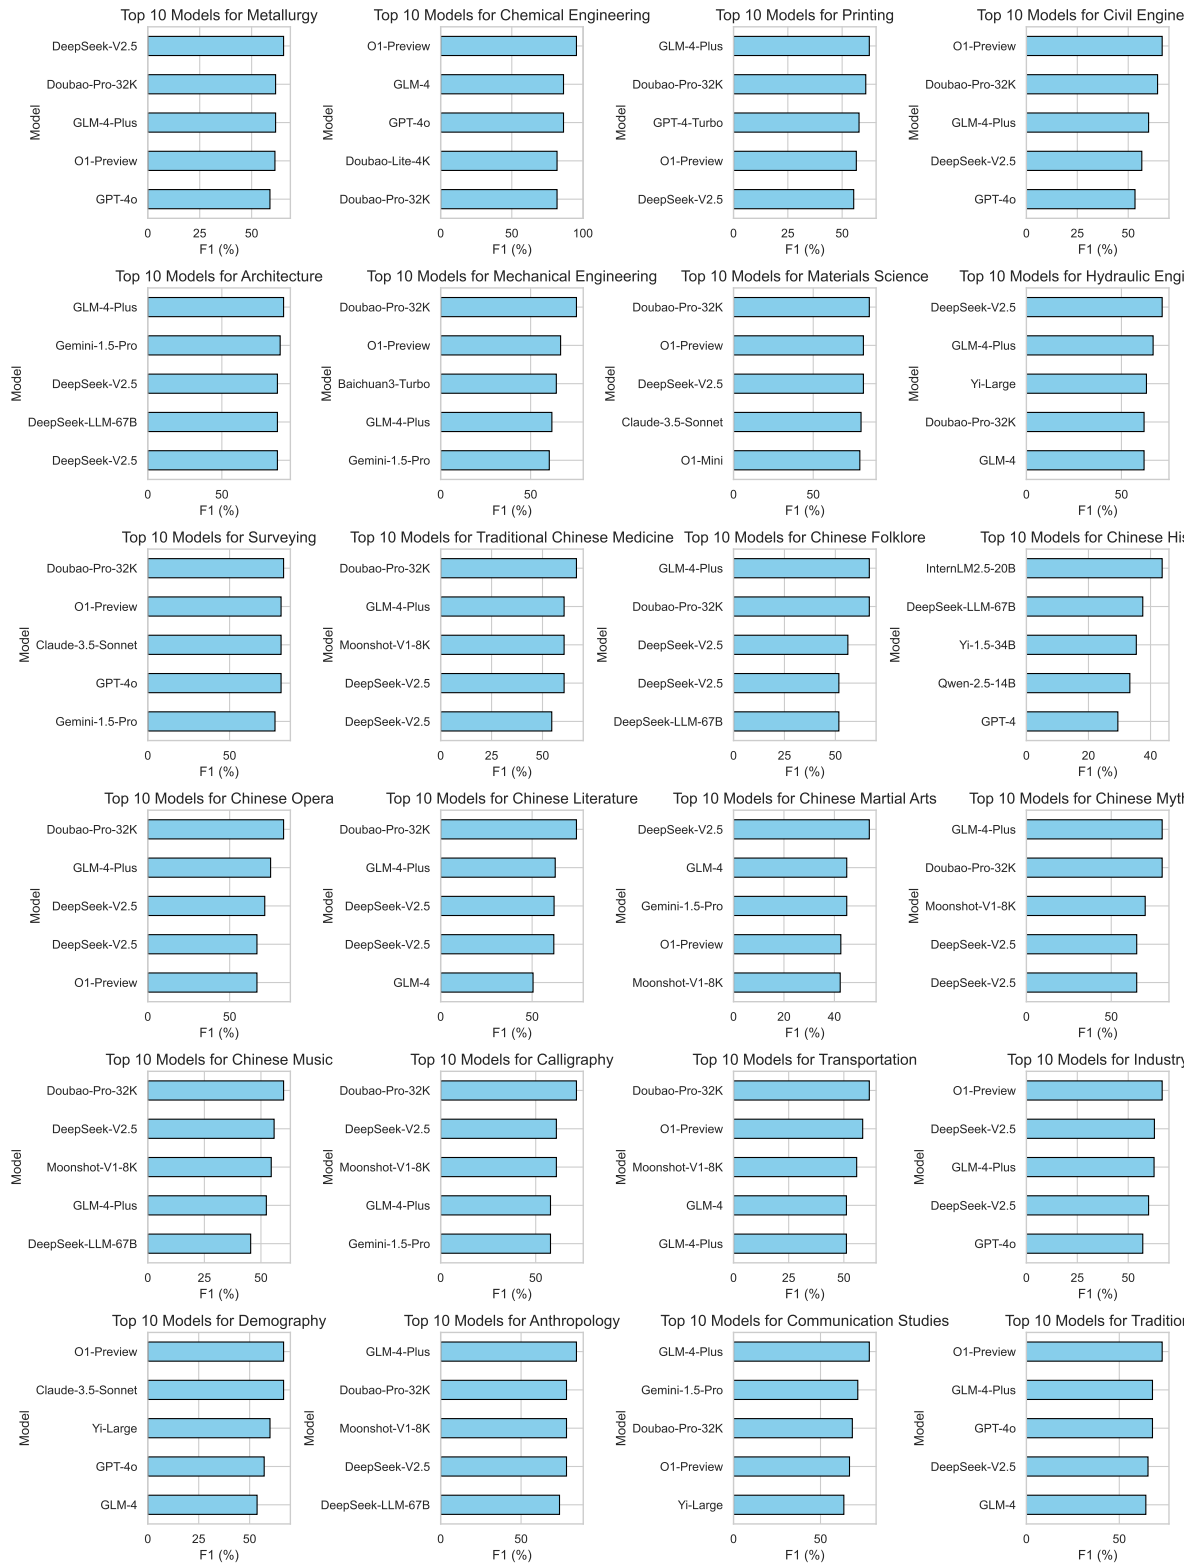 Top 10 Models for Metallurgy
DeepSeek-V2.5
Doubao-Pro-32K
GLM-4-Plus
O1-Preview
GPT-4o
Model
0 25 50
F1 (%)
Top 10 Models for Chemical Engineering
O1-Preview
GLM-4
GPT-4o
Doubao-Lite-4K
Doubao-Pro-32K
Model
0 50 100
F1 (%)
Top 10 Models for Printing
GLM-4-Plus
Doubao-Pro-32K
GPT-4-Turbo
O1-Preview
DeepSeek-V2.5
Model
0 25 50
F1 (%)
Top 10 Models for Civil Engine
O1-Preview
Doubao-Pro-32K
GLM-4-Plus
DeepSeek-V2.5
GPT-4o
Model
0 25 50
F1 (%)
Top 10 Models for Architecture
GLM-4-Plus
Gemini-1.5-Pro
DeepSeek-V2.5
DeepSeek-LLM-67B
DeepSeek-V2.5
Model
0 50
F1 (%)
Top 10 Models for Mechanical Engineering
Doubao-Pro-32K
O1-Preview
Baichuan3-Turbo
GLM-4-Plus
Gemini-1.5-Pro
Model
0 50
F1 (%)
Top 10 Models for Materials Science
Doubao-Pro-32K
O1-Preview
DeepSeek-V2.5
Claude-3.5-Sonnet
O1-Mini
Model
0 50
F1 (%)
Top 10 Models for Hydraulic Engi
DeepSeek-V2.5
GLM-4-Plus
Yi-Large
Doubao-Pro-32K
GLM-4
Model
0 50
F1 (%)
Top 10 Models for Surveying
Doubao-Pro-32K
O1-Preview
Claude-3.5-Sonnet
GPT-4o
Gemini-1.5-Pro
Model
0 50
F1 (%)
Top 10 Models for Traditional Chinese Medicine
Doubao-Pro-32K
GLM-4-Plus
Moonshot-V1-8K
DeepSeek-V2.5
DeepSeek-V2.5
Model
0 25 50
F1 (%)
Top 10 Models for Chinese Folklore
GLM-4-Plus
Doubao-Pro-32K
DeepSeek-V2.5
DeepSeek-V2.5
DeepSeek-LLM-67B
Model
0 25 50
F1 (%)
Top 10 Models for Chinese His
InternLM2.5-20B
DeepSeek-LLM-67B
Yi-1.5-34B
Qwen-2.5-14B
GPT-4
Model
0 20 40
F1 (%)
Top 10 Models for Chinese Opera
Doubao-Pro-32K
GLM-4-Plus
DeepSeek-V2.5
DeepSeek-V2.5
O1-Preview
Model
0 50
F1 (%)
Top 10 Models for Chinese Literature
Doubao-Pro-32K
GLM-4-Plus
DeepSeek-V2.5
DeepSeek-V2.5
GLM-4
Model
0 50
F1 (%)
Top 10 Models for Chinese Martial Arts
DeepSeek-V2.5
GLM-4
Gemini-1.5-Pro
O1-Preview
Moonshot-V1-8K
Model
0 20 40
F1 (%)
Top 10 Models for Chinese Myth
GLM-4-Plus
Doubao-Pro-32K
Moonshot-V1-8K
DeepSeek-V2.5
DeepSeek-V2.5
Model
0 50
F1 (%)
Top 10 Models for Chinese Music
Doubao-Pro-32K
DeepSeek-V2.5
Moonshot-V1-8K
GLM-4-Plus
DeepSeek-LLM-67B
Model
0 25 50
F1 (%)
Top 10 Models for Calligraphy
Doubao-Pro-32K
DeepSeek-V2.5
Moonshot-V1-8K
GLM-4-Plus
Gemini-1.5-Pro
Model
0 50
F1 (%)
Top 10 Models for Transportation
Doubao-Pro-32K
O1-Preview
Moonshot-V1-8K
GLM-4
GLM-4-Plus
Model
0 25 50
F1 (%)
Top 10 Models for Industry
O1-Preview
DeepSeek-V2.5
GLM-4-Plus
DeepSeek-V2.5
GPT-4o
Model
0 25 50
F1 (%)
Top 10 Models for Demography
O1-Preview
Claude-3.5-Sonnet
Yi-Large
GPT-4o
GLM-4
Model
0 25 50
F1 (%)
Top 10 Models for Anthropology
GLM-4-Plus
Doubao-Pro-32K
Moonshot-V1-8K
DeepSeek-V2.5
DeepSeek-LLM-67B
Model
0 50
F1 (%)
Top 10 Models for Communication Studies
GLM-4-Plus
Gemini-1.5-Pro
Doubao-Pro-32K
O1-Preview
Yi-Large
Model
0 50
F1 (%)
Top 10 Models for Tradition
O1-Preview
GLM-4-Plus
GPT-4o
DeepSeek-V2.5
GLM-4
Model
0 50
F1 (%)